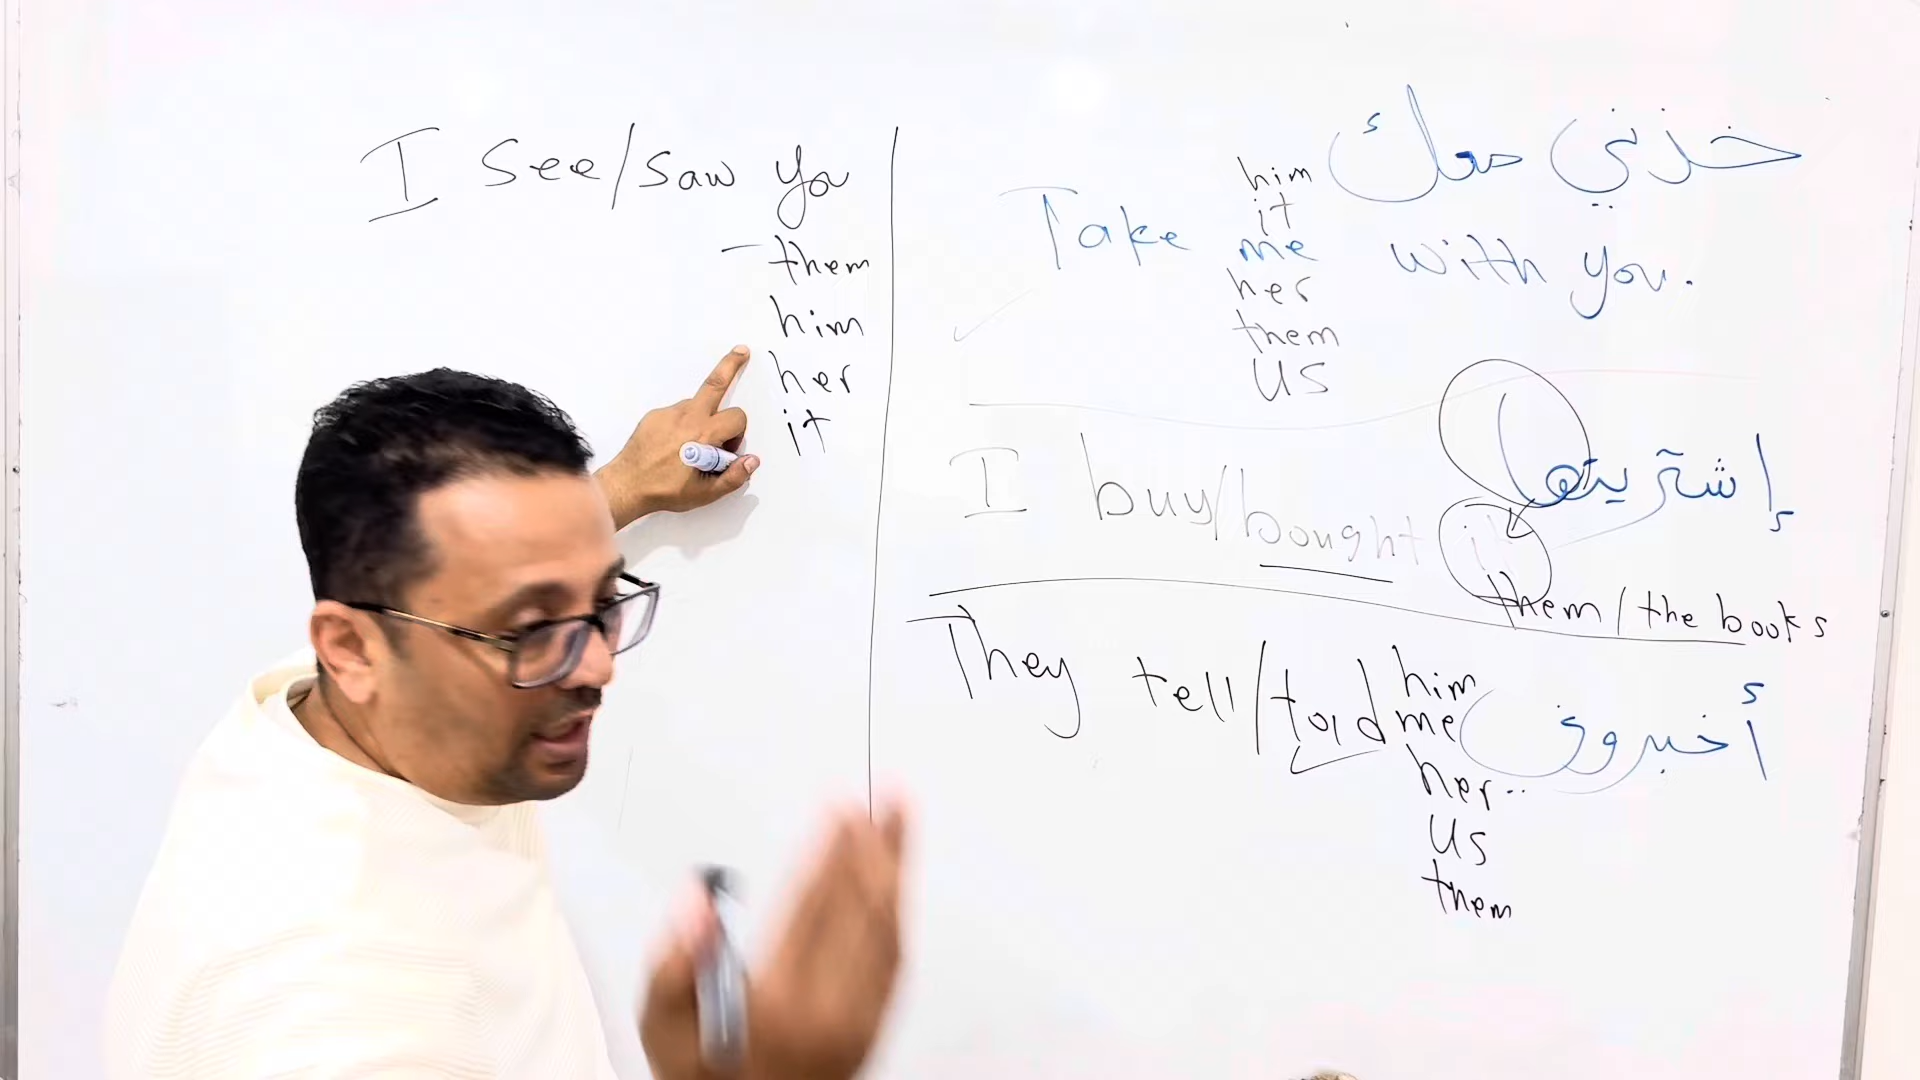 I see/saw you
them
him
her
it
خذني معك
him
it
Take me with you.
her
them
us
إشتريتها
I buy/bought it
them/the books
They tell/told him
me
أخبروني
her
us
them